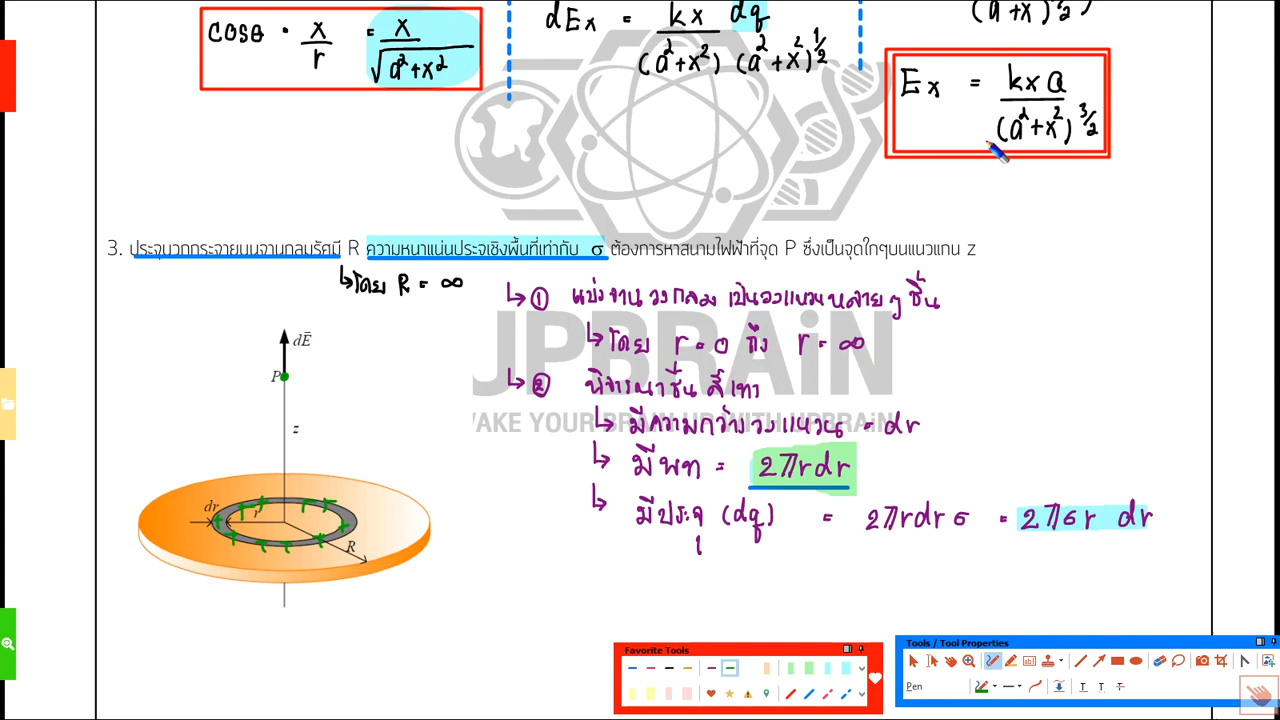 cosθ = x/r = x/√(a²+x²)
dEx = kx dq / (a²+x²) (a²+x²)^1/2
(a²+x²)^3/2
Ex = kxQ / (a²+x²)^3/2
3. ประจุบวกกระจายบนจานกลมรัศมี R ความหนาแน่นประจุเชิงพื้นที่เท่ากับ σ ต้องการหาสนามไฟฟ้าที่จุด P ซึ่งเป็นจุดใกๆบนแนวแกน z
↳ โดย R = ∞
↳ ① แบ่งจานวงกลม เป็นวงแหวนหลายๆ ชิ้น
↳ โดย r = 0 ถึง r = ∞
↳ ② พิจารณาชิ้นสีเทา
↳ มีความกว้างวงแหวน = dr
↳ มีพท = 2πrdr
↳ มีประจุ (dq) = 2πrdrσ = 2πσr dr
dE
P
z
dr
r
R
UPBRAiN
WAKE YOUR BRAIN UP WITH UPBRAiN
Favorite Tools
Tools / Tool Properties
Pen